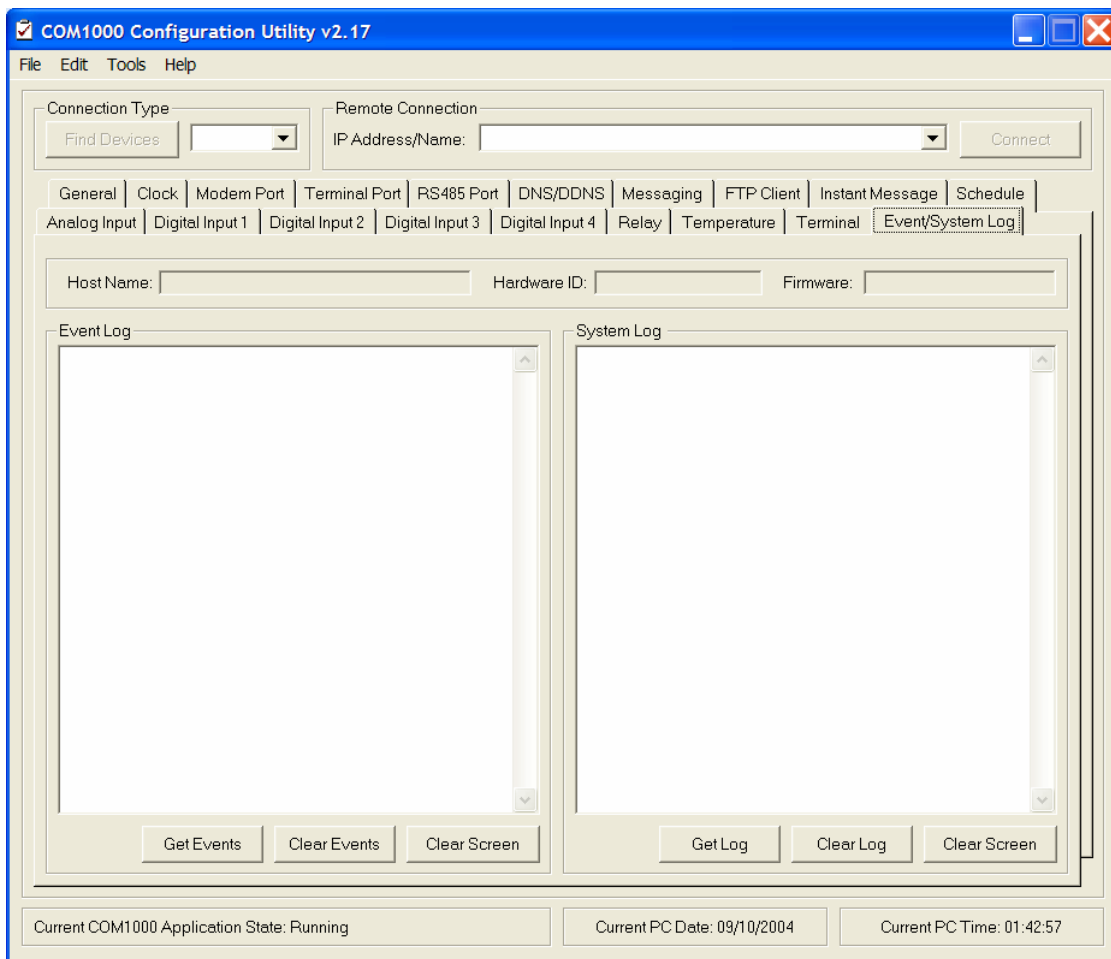 COM1000 Configuration Utility v2.17
File Edit Tools Help
Connection Type
Find Devices
Remote Connection
IP Address/Name:
Connect
General Clock Modem Port Terminal Port RS485 Port DNS/DDNS Messaging FTP Client Instant Message Schedule
Analog Input Digital Input 1 Digital Input 2 Digital Input 3 Digital Input 4 Relay Temperature Terminal Event/System Log
Host Name: Hardware ID: Firmware:
Event Log
System Log
Get Events Clear Events Clear Screen
Get Log Clear Log Clear Screen
Current COM1000 Application State: Running
Current PC Date: 09/10/2004
Current PC Time: 01:42:57